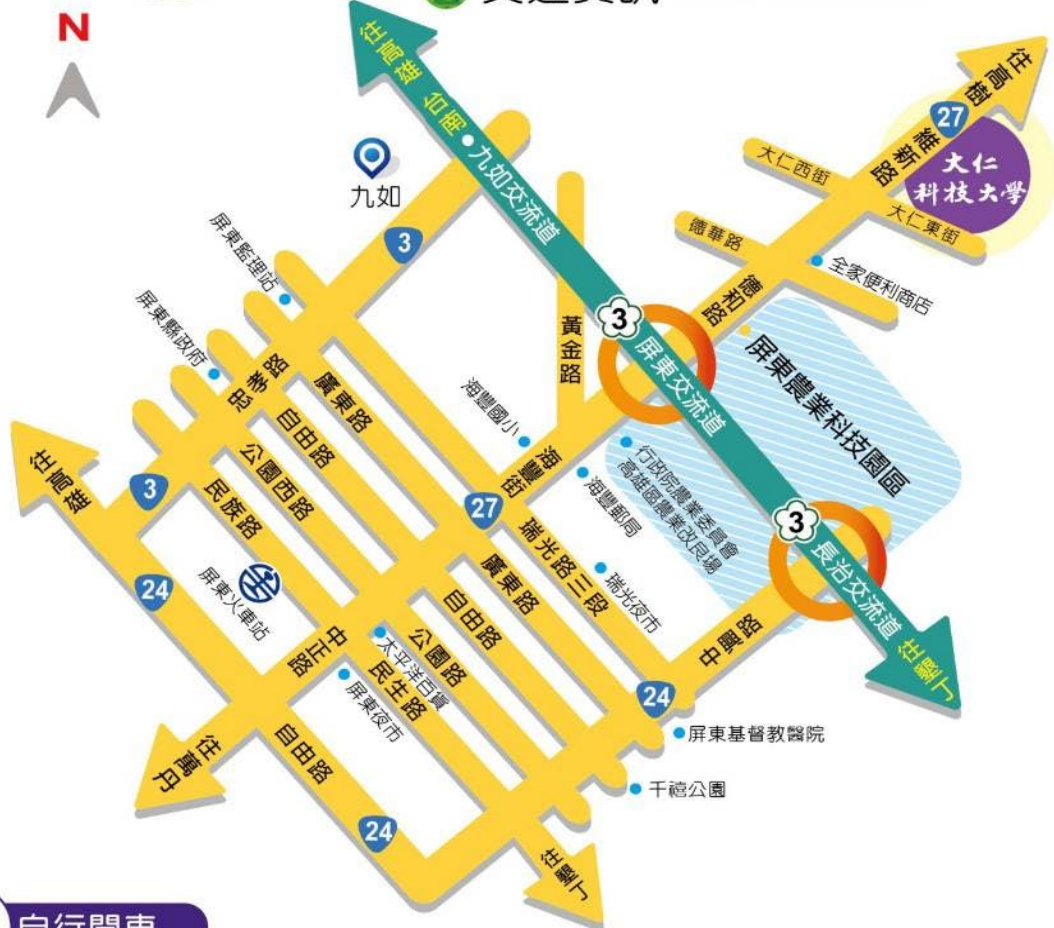 N
往高雄 台南
九如交流道
九如
3
往高樹
27
維新路
大仁
科技大學
大仁西街
大仁東街
德華路
全家便利商店
德和路
屏東監理站
屏東縣政府
忠孝路
廣東路
自由路
公園西路
民族路
黃金路
3
屏東交流道
屏東農業科技園區
海豐國小
海豐街
海豐郵局
行政院農業委員會
高雄區農業改良場
往高雄
3
24
27
瑞光路三段
瑞光夜市
廣東路
自由路
公園路
民生路
太平洋百貨
屏東火車站
中正路
屏東夜市
3
長治交流道
往墾丁
中興路
24
屏東基督教醫院
千禧公園
往萬丹
自由路
24
往墾丁